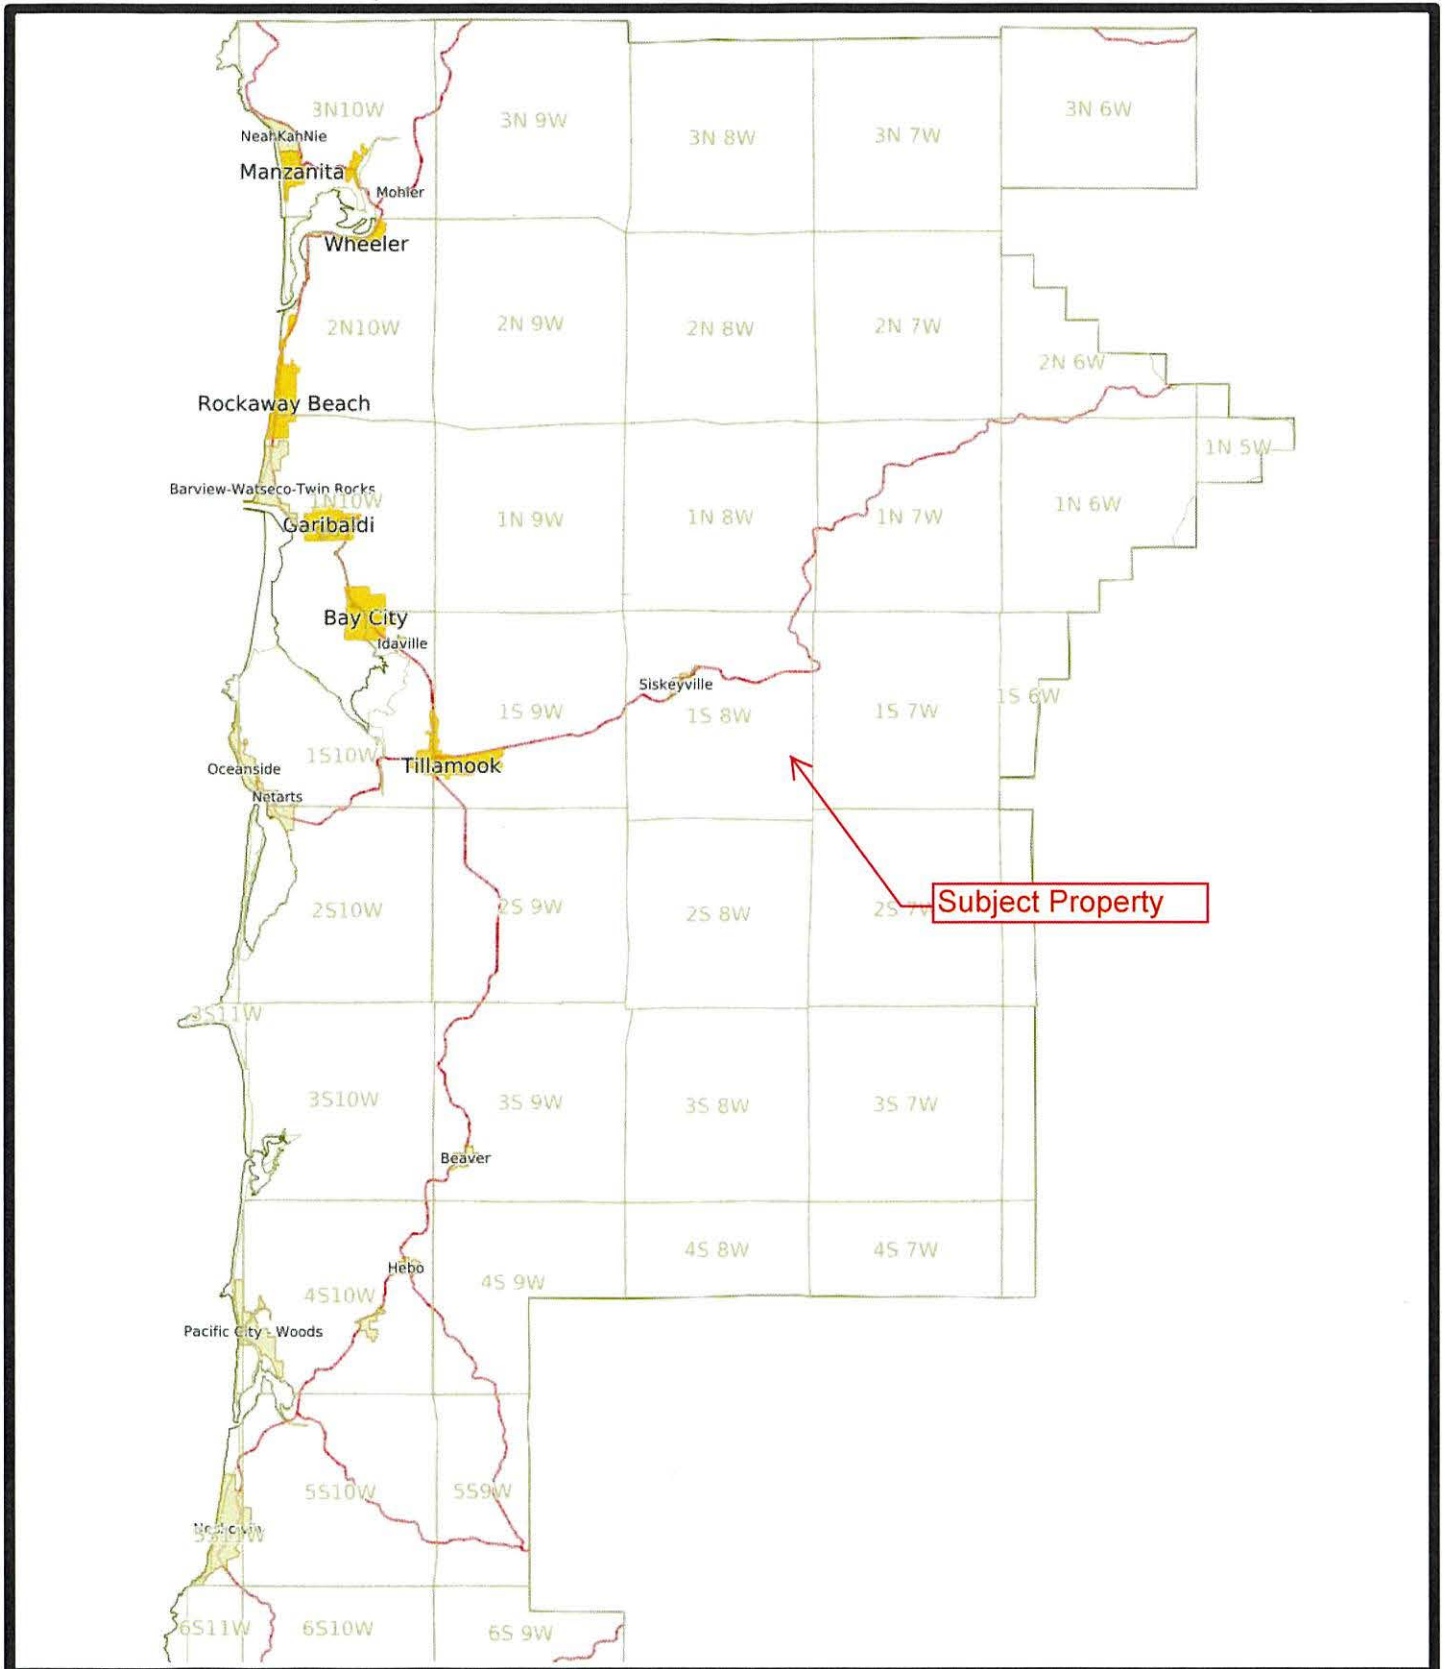 3N10W
3N 9W
3N 8W
3N 7W
3N 6W
NeahKahNie
Manzanita
Mohler
Wheeler
2N10W
2N 9W
2N 8W
2N 7W
2N 6W
Rockaway Beach
1N 5W
Barview-Watseco-Twin Rocks
1N10W
1N 9W
1N 8W
1N 7W
1N 6W
Garibaldi
Bay City
Idaville
Siskeyville
1S 9W
1S 8W
1S 7W
1S 6W
1S10W
Tillamook
Oceanside
Netarts
Subject Property
2S10W
2S 9W
2S 8W
2S 7W
3S11W
3S10W
3S 9W
3S 8W
3S 7W
Beaver
4S 8W
4S 7W
Hebo
4S 9W
4S10W
Pacific City - Woods
5S10W
5S9W
5S11W
6S11W
6S10W
6S 9W